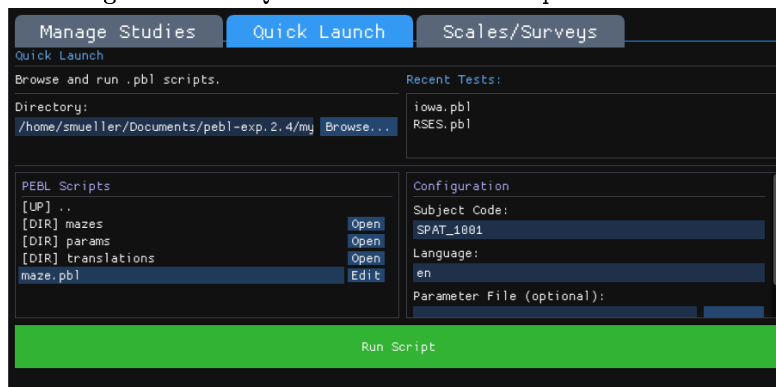 Manage Studies Quick Launch Scales/Surveys
Quick Launch
Browse and run .pbl scripts.
Directory:
/home/smueller/Documents/pebl-exp.2.4/my Browse...
Recent Tests:
iowa.pbl
RSES.pbl
PEBL Scripts
[UP] ..
[DIR] mazes Open
[DIR] params Open
[DIR] translations Open
maze.pbl Edit
Configuration
Subject Code:
SPAT_1001
Language:
en
Parameter File (optional):
Run Script